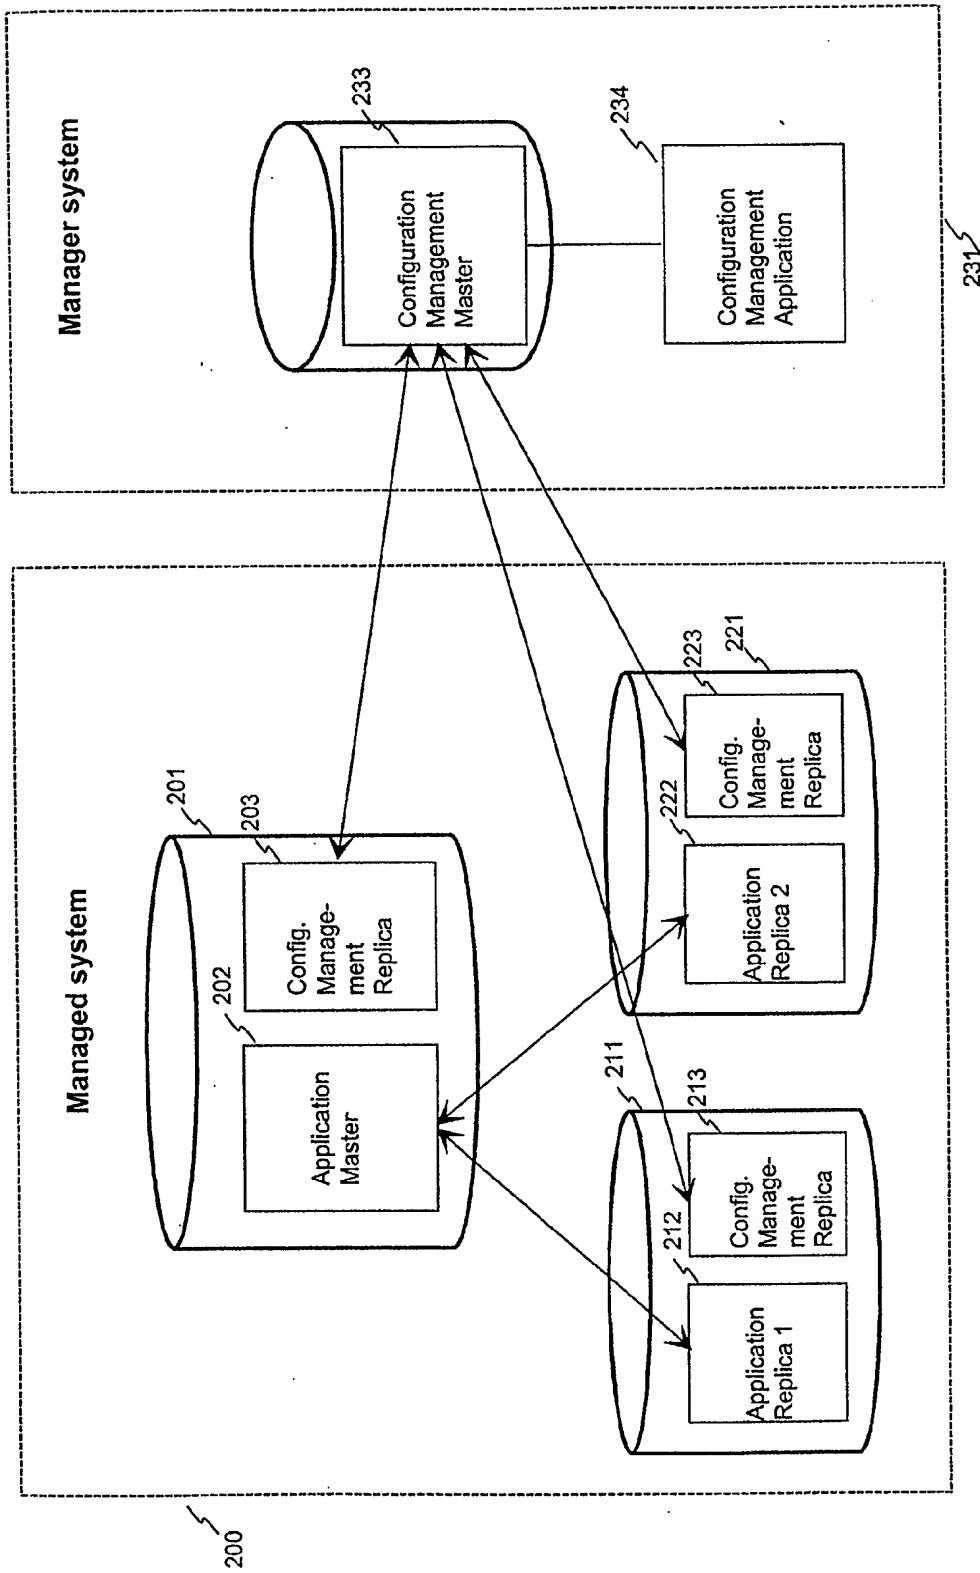 Managed system
200
201
202
203
Application
Master
Config.
Manage-
ment
Replica
211
212
213
Application
Replica 1
Config.
Manage-
ment
Replica
221
222
223
Application
Replica 2
Config.
Manage-
ment
Replica
Manager system
233
Configuration
Management
Master
234
Configuration
Management
Application
231